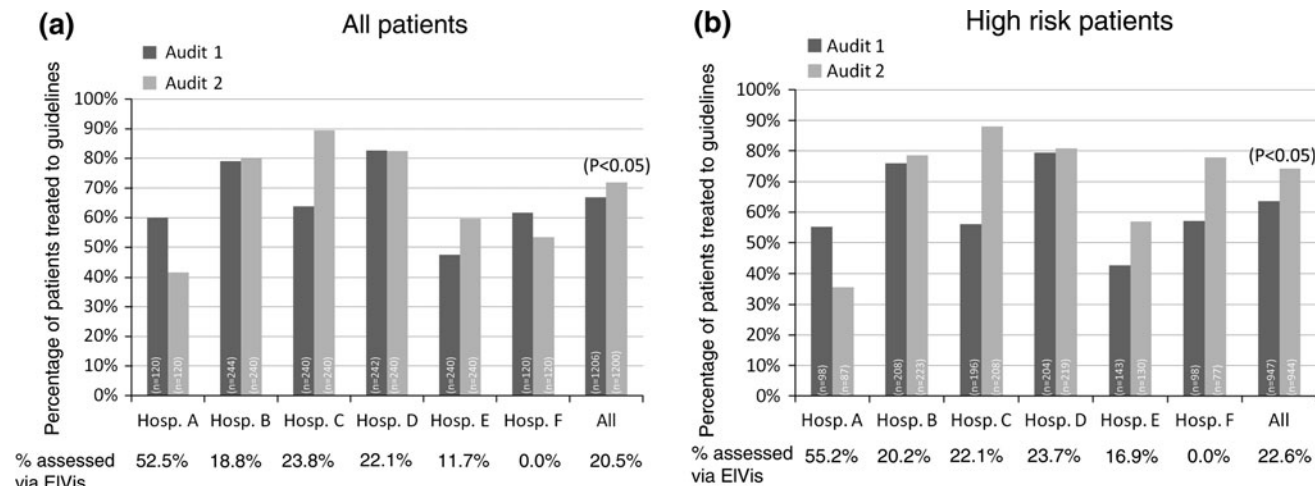 (a)
All patients
Audit 1
Audit 2
Percentage of patients treated to guidelines
100%
90%
80%
70%
60%
50%
40%
30%
20%
10%
0%
(P<0.05)
(n=120) (n=120) (n=244) (n=240) (n=240) (n=240) (n=242) (n=240) (n=240) (n=240) (n=120) (n=120) (n=1206) (n=1200)
Hosp. A Hosp. B Hosp. C Hosp. D Hosp. E Hosp. F All
% assessed 52.5% 18.8% 23.8% 22.1% 11.7% 0.0% 20.5%
via ElVis
(b)
High risk patients
Audit 1
Audit 2
Percentage of patients treated to guidelines
100%
90%
80%
70%
60%
50%
40%
30%
20%
10%
0%
(P<0.05)
(n=98) (n=87) (n=208) (n=223) (n=196) (n=208) (n=204) (n=219) (n=143) (n=130) (n=98) (n=77) (n=947) (n=944)
Hosp. A Hosp. B Hosp. C Hosp. D Hosp. E Hosp. F All
% assessed 55.2% 20.2% 22.1% 23.7% 16.9% 0.0% 22.6%
via ElVis